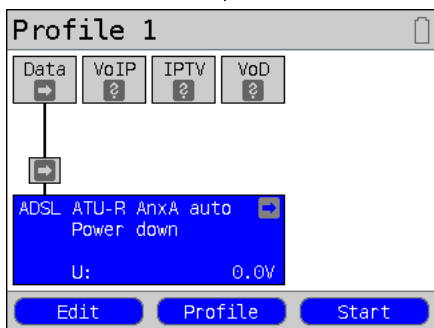 Profile 1
Data VoIP IPTV VoD
? ? ?
ADSL ATU-R AnxA auto
Power down
U: 0.0V
Edit Profile Start